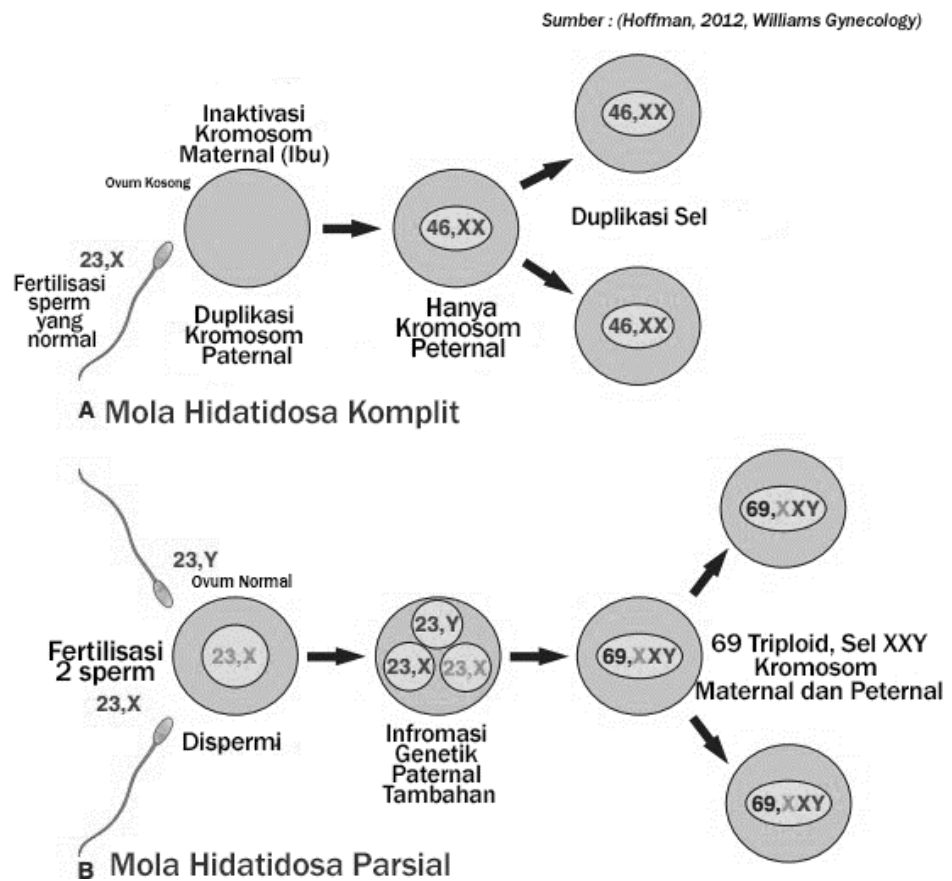 Sumber : (Hoffman, 2012, Williams Gynecology)
Inaktivasi
Kromosom
Maternal (Ibu)
Ovum Kosong
23,X
Fertilisasi
sperm
yang
normal
Duplikasi
Kromosom
Paternal
46,XX
Hanya
Kromosom
Peternal
46,XX
Duplikasi Sel
46,XX
A Mola Hidatidosa Komplit
23,Y
Ovum Normal
Fertilisasi
2 sperm
23,X
23,X
Dispermi
23,Y
23,X
23,X
Infromasi
Genetik
Paternal
Tambahan
69,XXY
69,XXY
69 Triploid, Sel XXY
Kromosom
Maternal dan Peternal
69,XXY
B Mola Hidatidosa Parsial